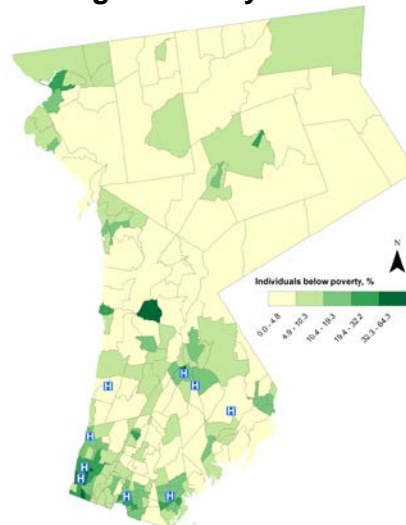 N
Individuals below poverty, %
0.0 - 4.8
4.9 - 10.3
10.4 - 19.3
19.4 - 32.2
32.3 - 64.3
H
H
H
H
H
H
H
H
H